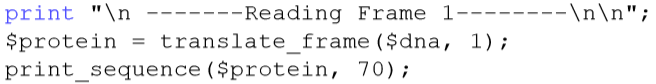 print "\n -------Reading Frame 1--------\n\n";
$protein = translate_frame($dna, 1);
print_sequence($protein, 70);